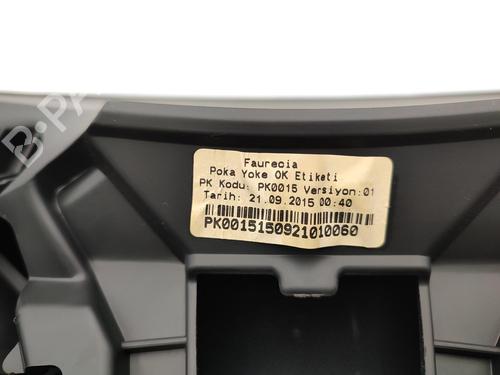 Faurecia
Poka Yoke OK Etiketi
PK Kodu: PK0015 Versiyon:01
Tarih: 21.09.2015 00:40
PK0015150921010060